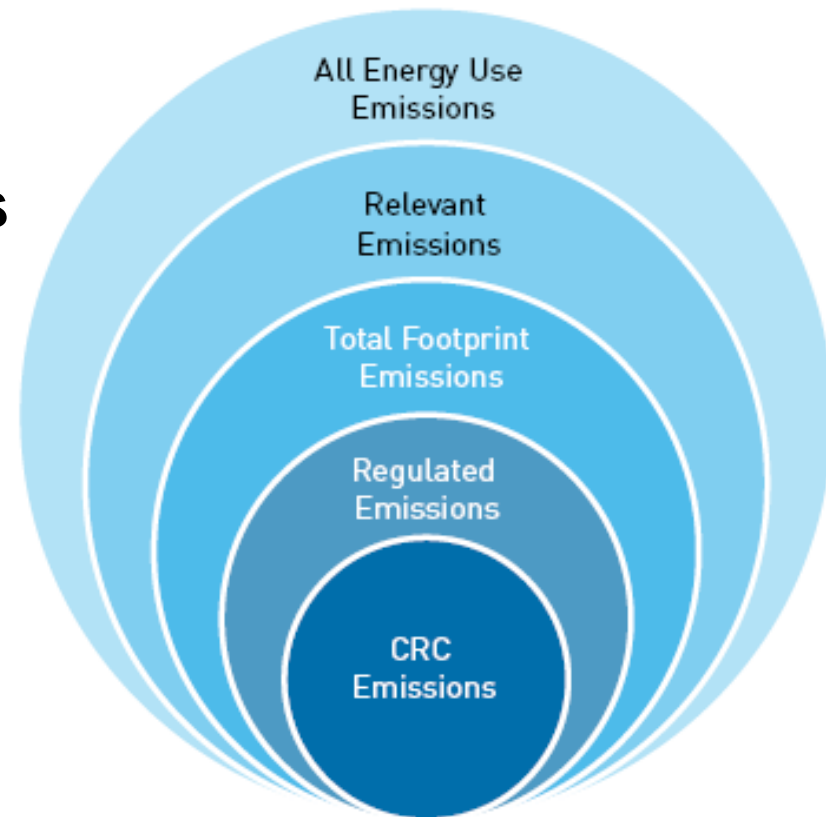 All Energy Use
Emissions
s
Relevant
Emissions
Total Footprint
Emissions
Regulated
Emissions
CRC
Emissions